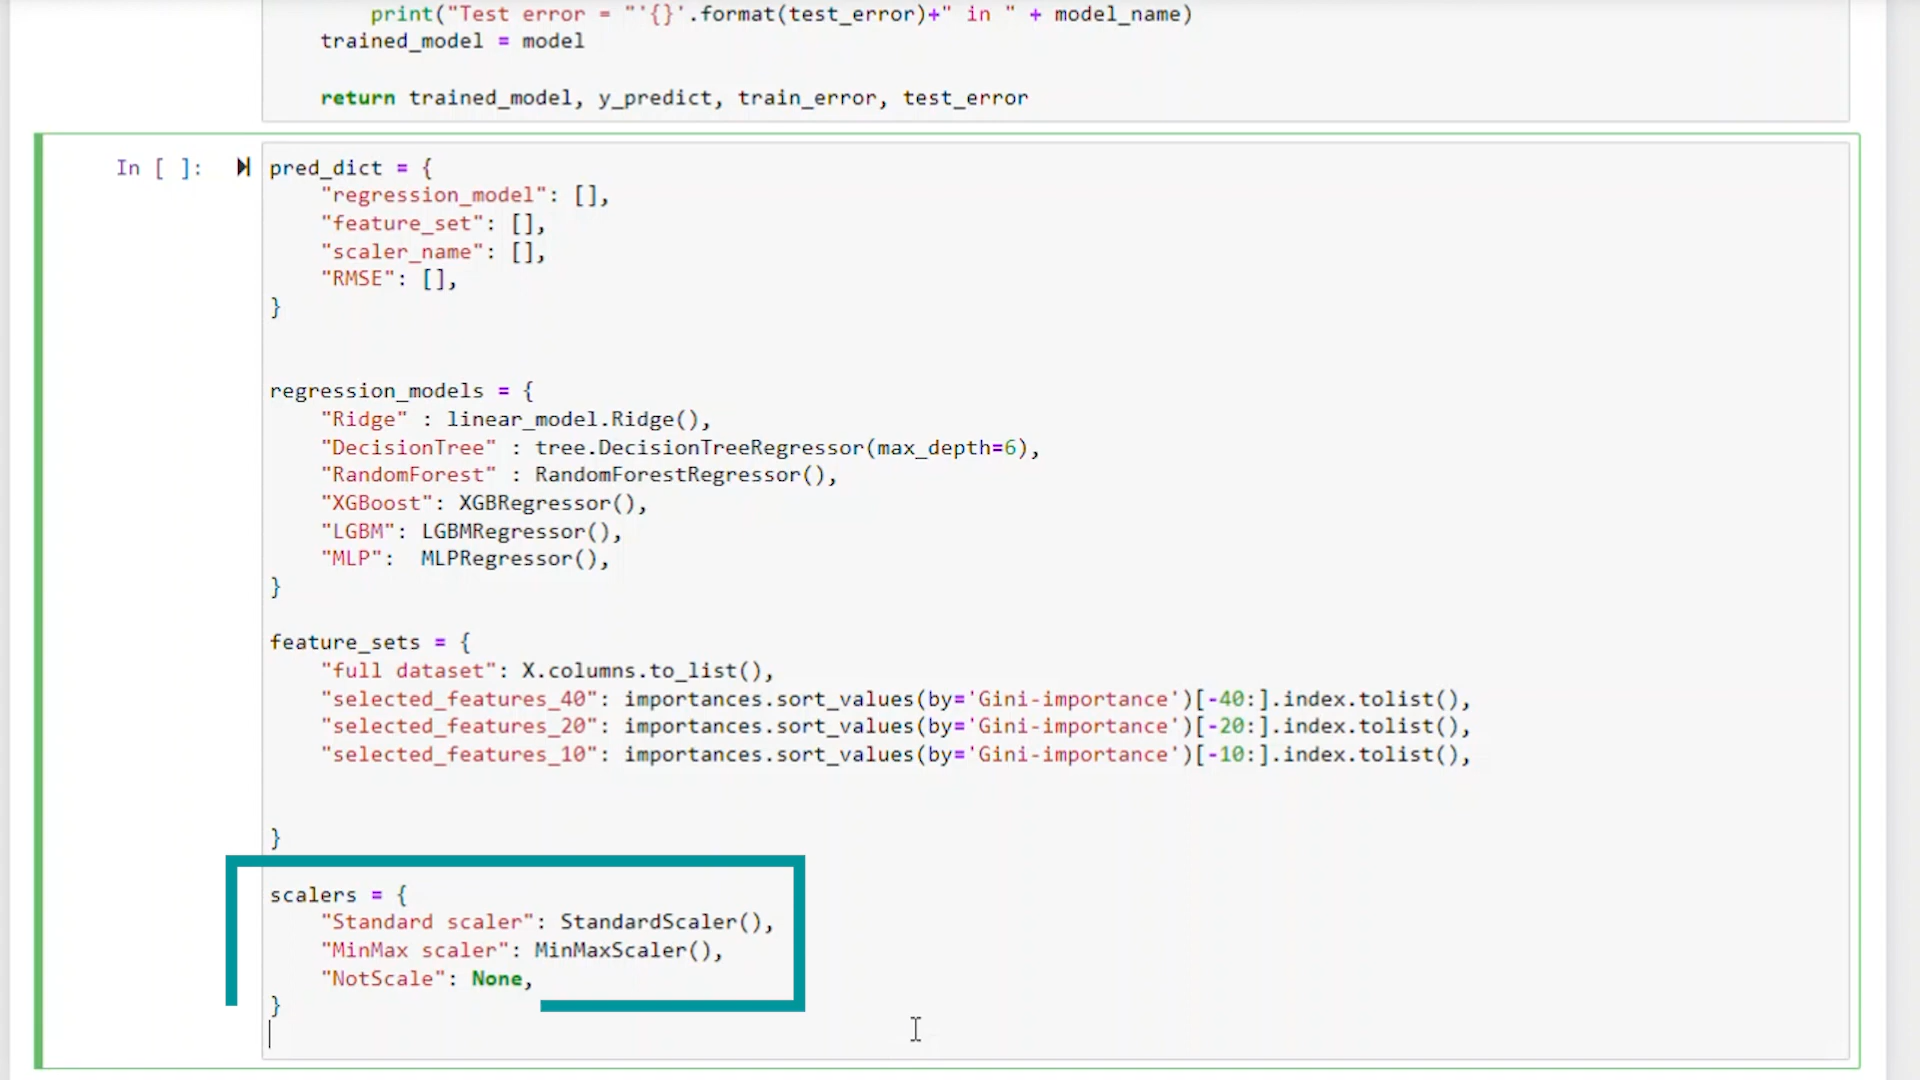 print("Test error = "'{}'.format(test_error)+" in " + model_name)
trained_model = model
return trained_model, y_predict, train_error, test_error
In [ ]:
pred_dict = {
"regression_model": [],
"feature_set": [],
"scaler_name": [],
"RMSE": [],
}
regression_models = {
"Ridge" : linear_model.Ridge(),
"DecisionTree" : tree.DecisionTreeRegressor(max_depth=6),
"RandomForest" : RandomForestRegressor(),
"XGBoost": XGBRegressor(),
"LGBM": LGBMRegressor(),
"MLP":  MLPRegressor(),
}
feature_sets = {
"full dataset": X.columns.to_list(),
"selected_features_40": importances.sort_values(by='Gini-importance')[-40:].index.tolist(),
"selected_features_20": importances.sort_values(by='Gini-importance')[-20:].index.tolist(),
"selected_features_10": importances.sort_values(by='Gini-importance')[-10:].index.tolist(),
}
scalers = {
"Standard scaler": StandardScaler(),
"MinMax scaler": MinMaxScaler(),
"NotScale": None,
}